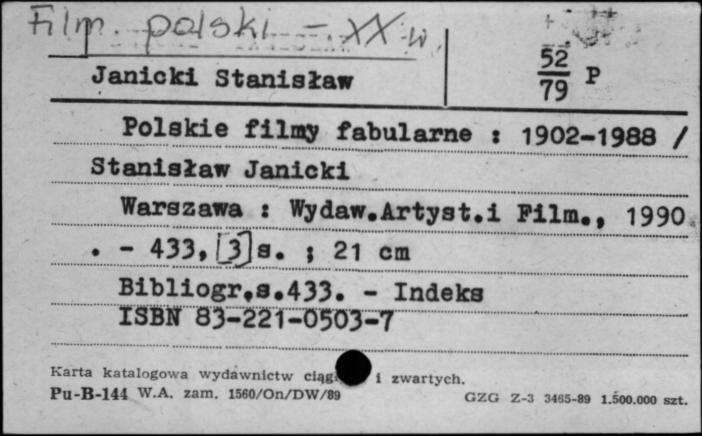 Film. polski - XX w.
Janicki Stanisław
52
79 P
Polskie filmy fabularne : 1902-1988 /
Stanisław Janicki
Warszawa : Wydaw.Artyst.i Film., 1990
. - 433, [3]s. ; 21 cm
Bibliogr.s.433. - Indeks
ISBN 83-221-0503-7
Karta katalogowa wydawnictw ciąg i zwartych.
Pu-B-144 W.A. zam. 1560/On/DW/89
GZG Z-3 3465-89 1.500.000 szt.